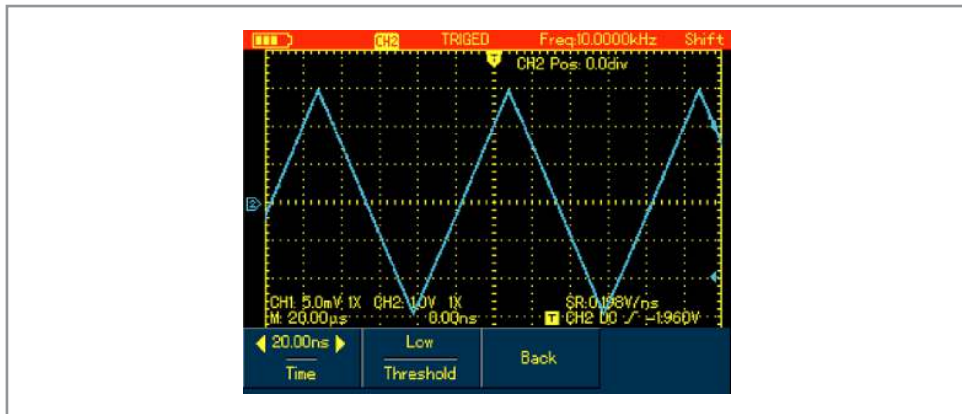 CH2 TRIGED Freq:10.0000kHz Shift
T
CH2 Pos: 0.0div
2
CH1: 5.0mV 1X CH2: 1.0V 1X SR:0.198V/ns
M: 20.00μs 0.00ns T CH2 DC -1.960V
20.00ns Low
Time Threshold Back